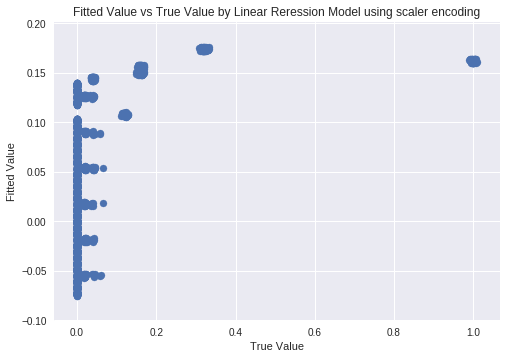 Fitted Value vs True Value by Linear Reression Model using scaler encoding
0.20
0.15
0.10
0.05
0.00
−0.05
−0.10
Fitted Value
0.0 0.2 0.4 0.6 0.8 1.0
True Value